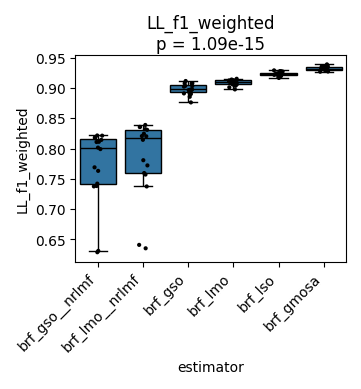 LL_f1_weighted
p = 1.09e-15
LL_f1_weighted
0.95
0.90
0.85
0.80
0.75
0.70
0.65
brf_gso__nrlmf
brf_lmo__nrlmf
brf_gso
brf_lmo
brf_lso
brf_gmosa
estimator